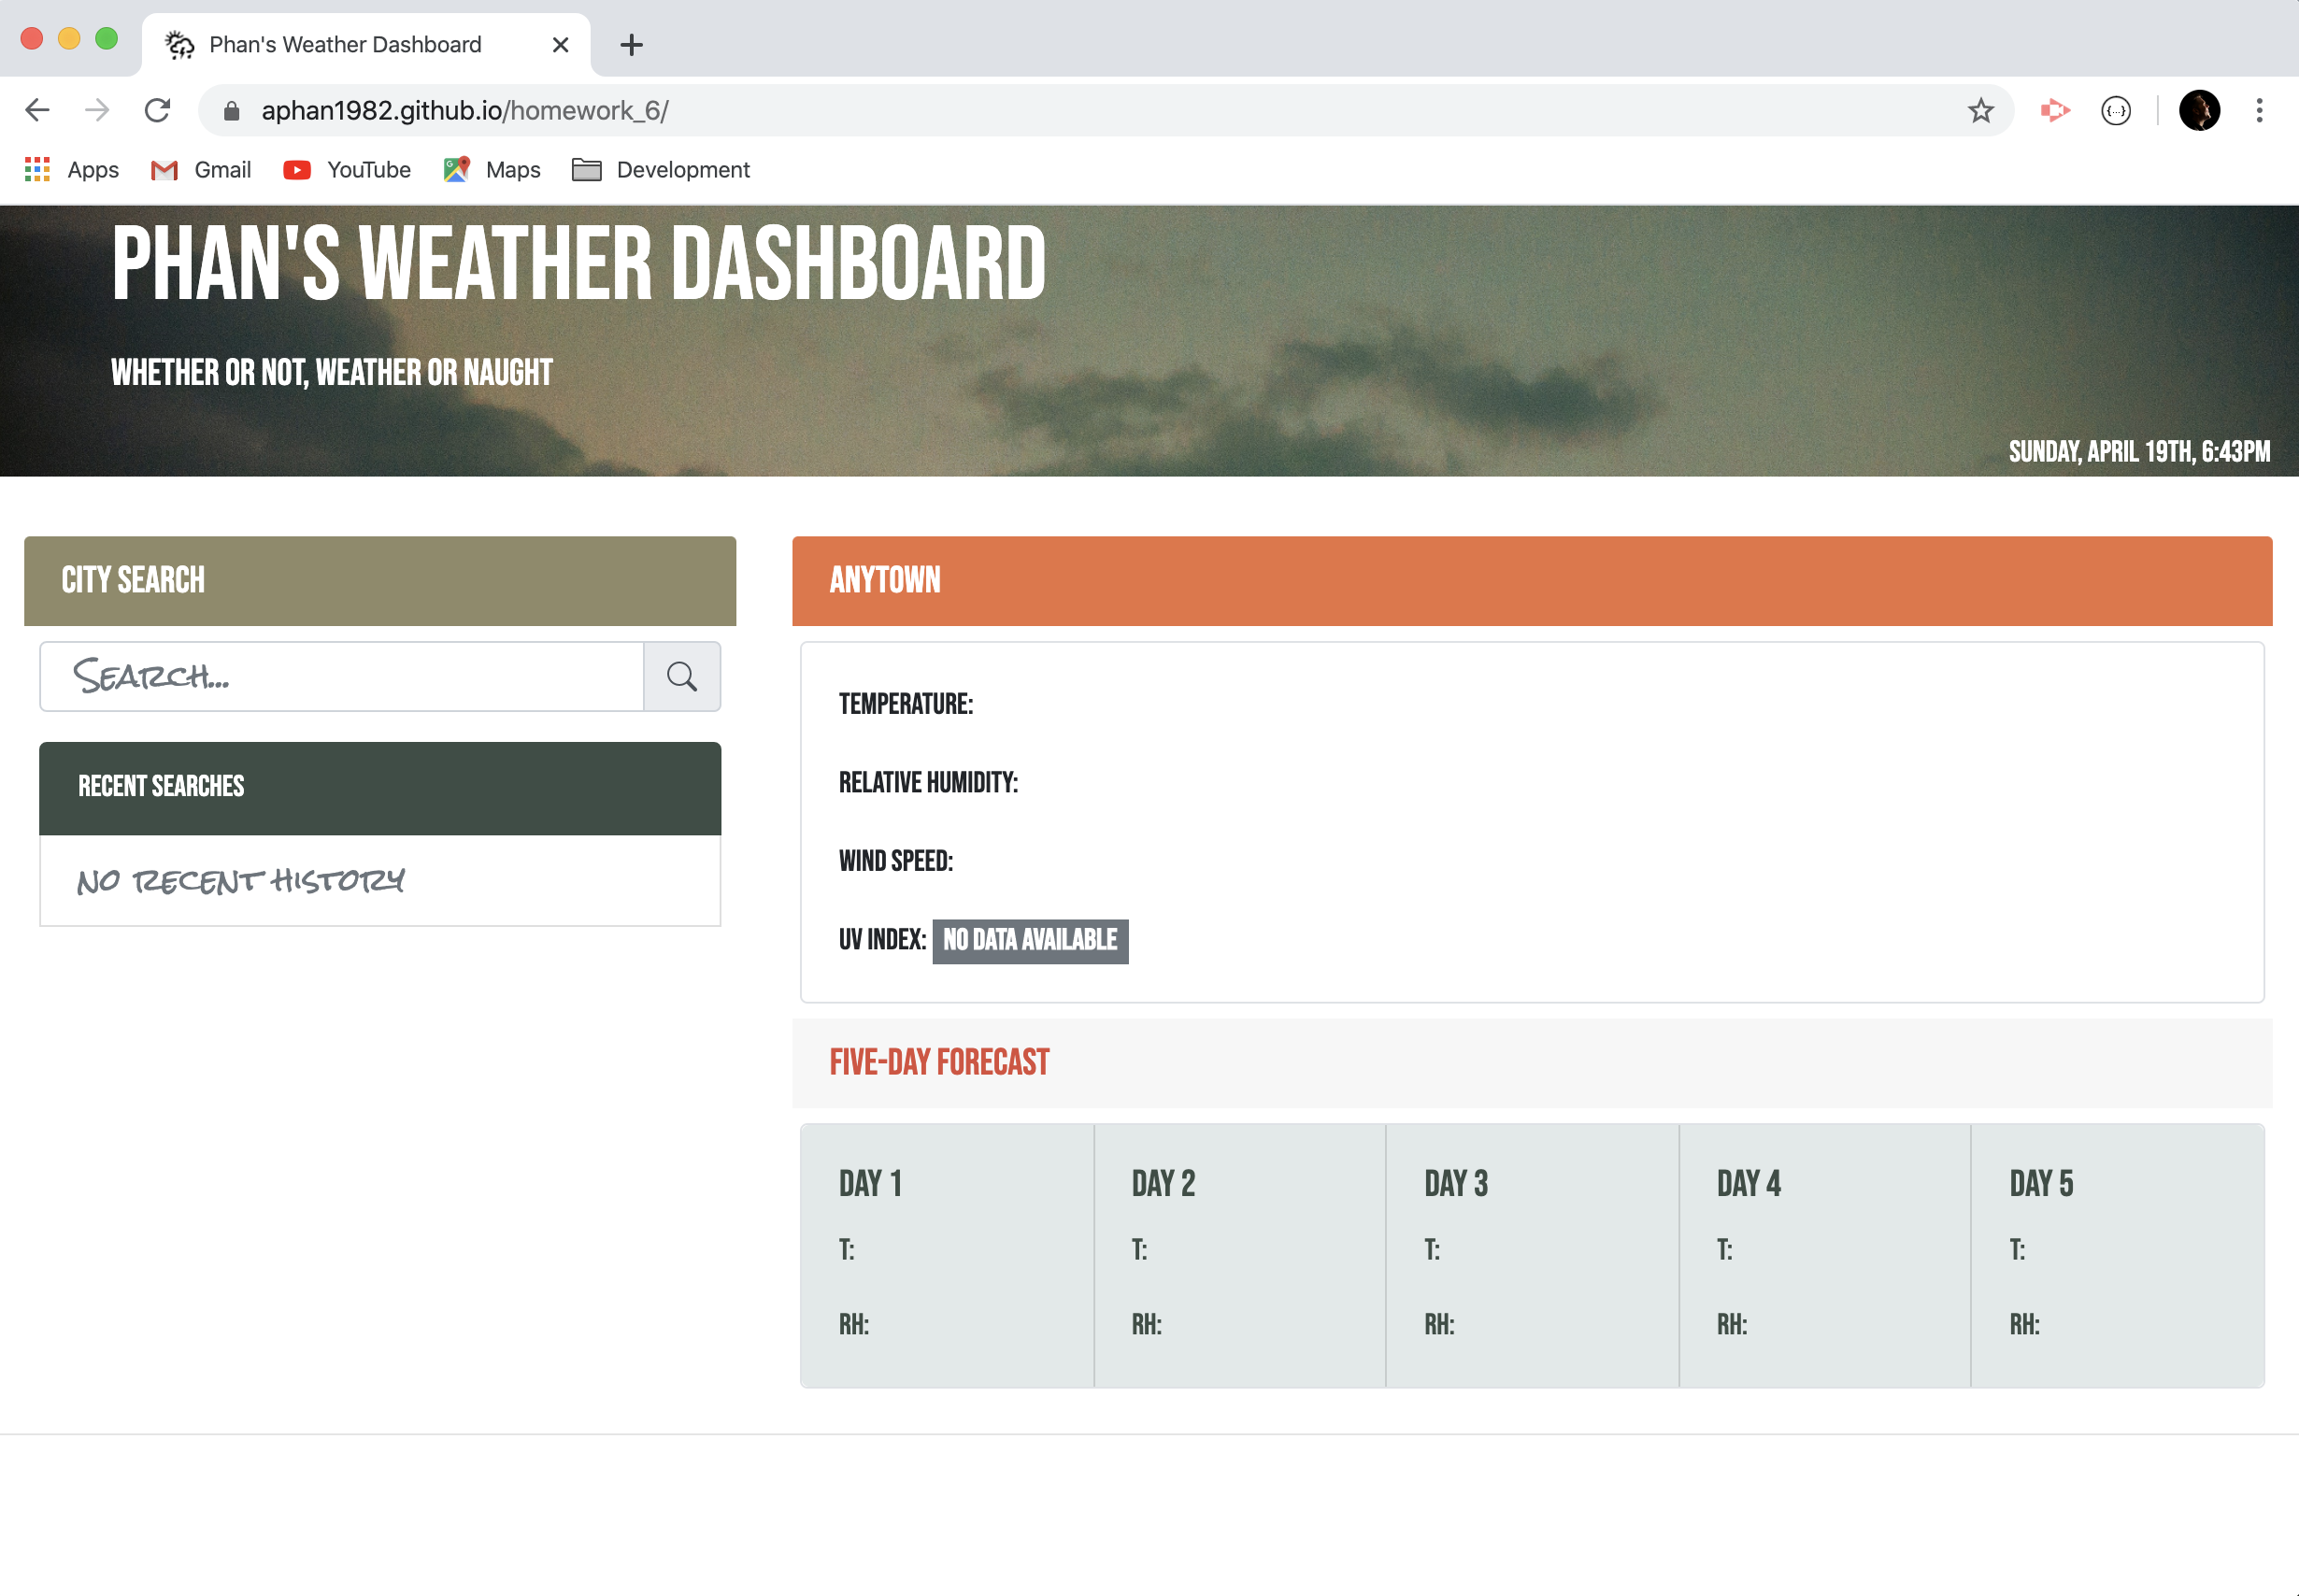 Phan's Weather Dashboard
aphan1982.github.io/homework_6/
Apps Gmail YouTube Maps Development
PHAN'S WEATHER DASHBOARD
WHETHER OR NOT, WEATHER OR NAUGHT
SUNDAY, APRIL 19TH, 6:43PM
CITY SEARCH
Search...
RECENT SEARCHES
NO RECENT HISTORY
ANYTOWN
TEMPERATURE:
RELATIVE HUMIDITY:
WIND SPEED:
UV INDEX: NO DATA AVAILABLE
FIVE-DAY FORECAST
DAY 1 DAY 2 DAY 3 DAY 4 DAY 5
T: T: T: T: T:
RH: RH: RH: RH: RH: